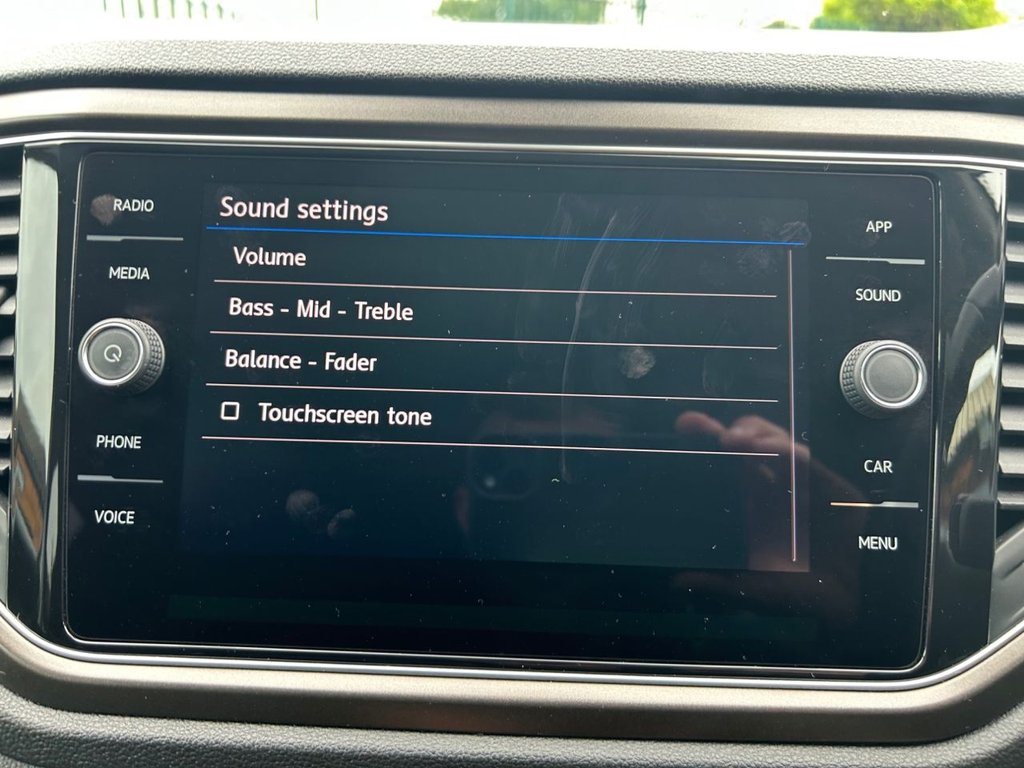 RADIO
MEDIA
PHONE
VOICE
Sound settings
Volume
Bass - Mid - Treble
Balance - Fader
Touchscreen tone
APP
SOUND
CAR
MENU